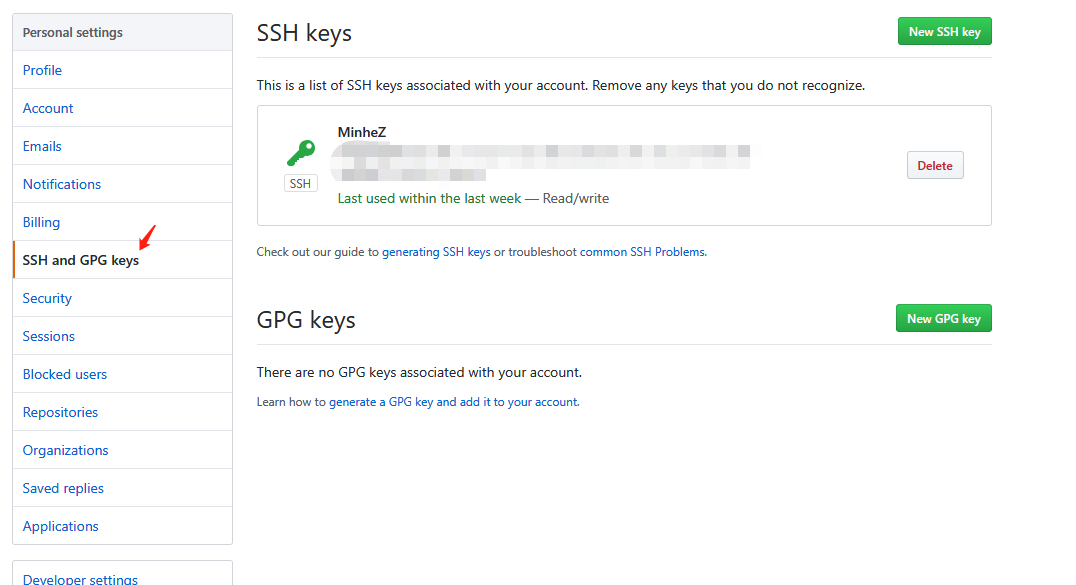 Personal settings
Profile
Account
Emails
Notifications
Billing
SSH and GPG keys
Security
Sessions
Blocked users
Repositories
Organizations
Saved replies
Applications
Developer settings
SSH keys
New SSH key
This is a list of SSH keys associated with your account. Remove any keys that you do not recognize.
MinheZ
SSH
Last used within the last week — Read/write
Delete
Check out our guide to generating SSH keys or troubleshoot common SSH Problems.
GPG keys
New GPG key
There are no GPG keys associated with your account.
Learn how to generate a GPG key and add it to your account.